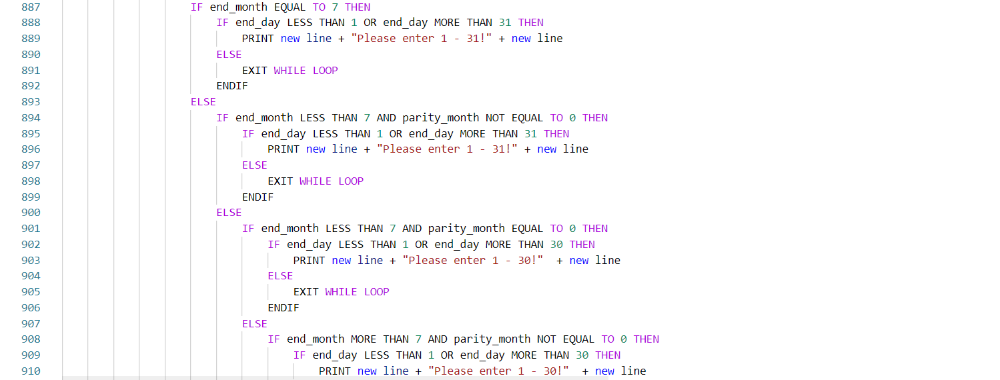 887 IF end_month EQUAL TO 7 THEN
888 IF end_day LESS THAN 1 OR end_day MORE THAN 31 THEN
889 PRINT new line + "Please enter 1 - 31!" + new line
890 ELSE
891 EXIT WHILE LOOP
892 ENDIF
893 ELSE
894 IF end_month LESS THAN 7 AND parity_month NOT EQUAL TO 0 THEN
895 IF end_day LESS THAN 1 OR end_day MORE THAN 31 THEN
896 PRINT new line + "Please enter 1 - 31!" + new line
897 ELSE
898 EXIT WHILE LOOP
899 ENDIF
900 ELSE
901 IF end_month LESS THAN 7 AND parity_month EQUAL TO 0 THEN
902 IF end_day LESS THAN 1 OR end_day MORE THAN 30 THEN
903 PRINT new line + "Please enter 1 - 30!"  + new line
904 ELSE
905 EXIT WHILE LOOP
906 ENDIF
907 ELSE
908 IF end_month MORE THAN 7 AND parity_month NOT EQUAL TO 0 THEN
909 IF end_day LESS THAN 1 OR end_day MORE THAN 30 THEN
910 PRINT new line + "Please enter 1 - 30!"  + new line